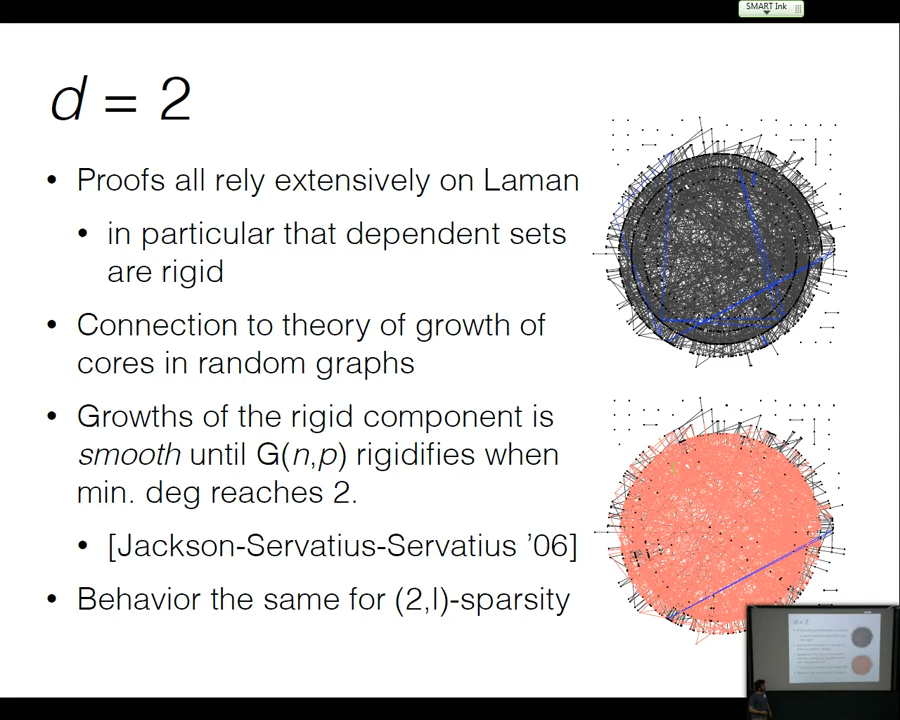 SMART Ink
d = 2
• Proofs all rely extensively on Laman
• in particular that dependent sets
are rigid
• Connection to theory of growth of
cores in random graphs
• Growths of the rigid component is
smooth until G(n,p) rigidifies when
min. deg reaches 2.
• [Jackson-Servatius-Servatius ’06]
• Behavior the same for (2,l)-sparsity
d = 2